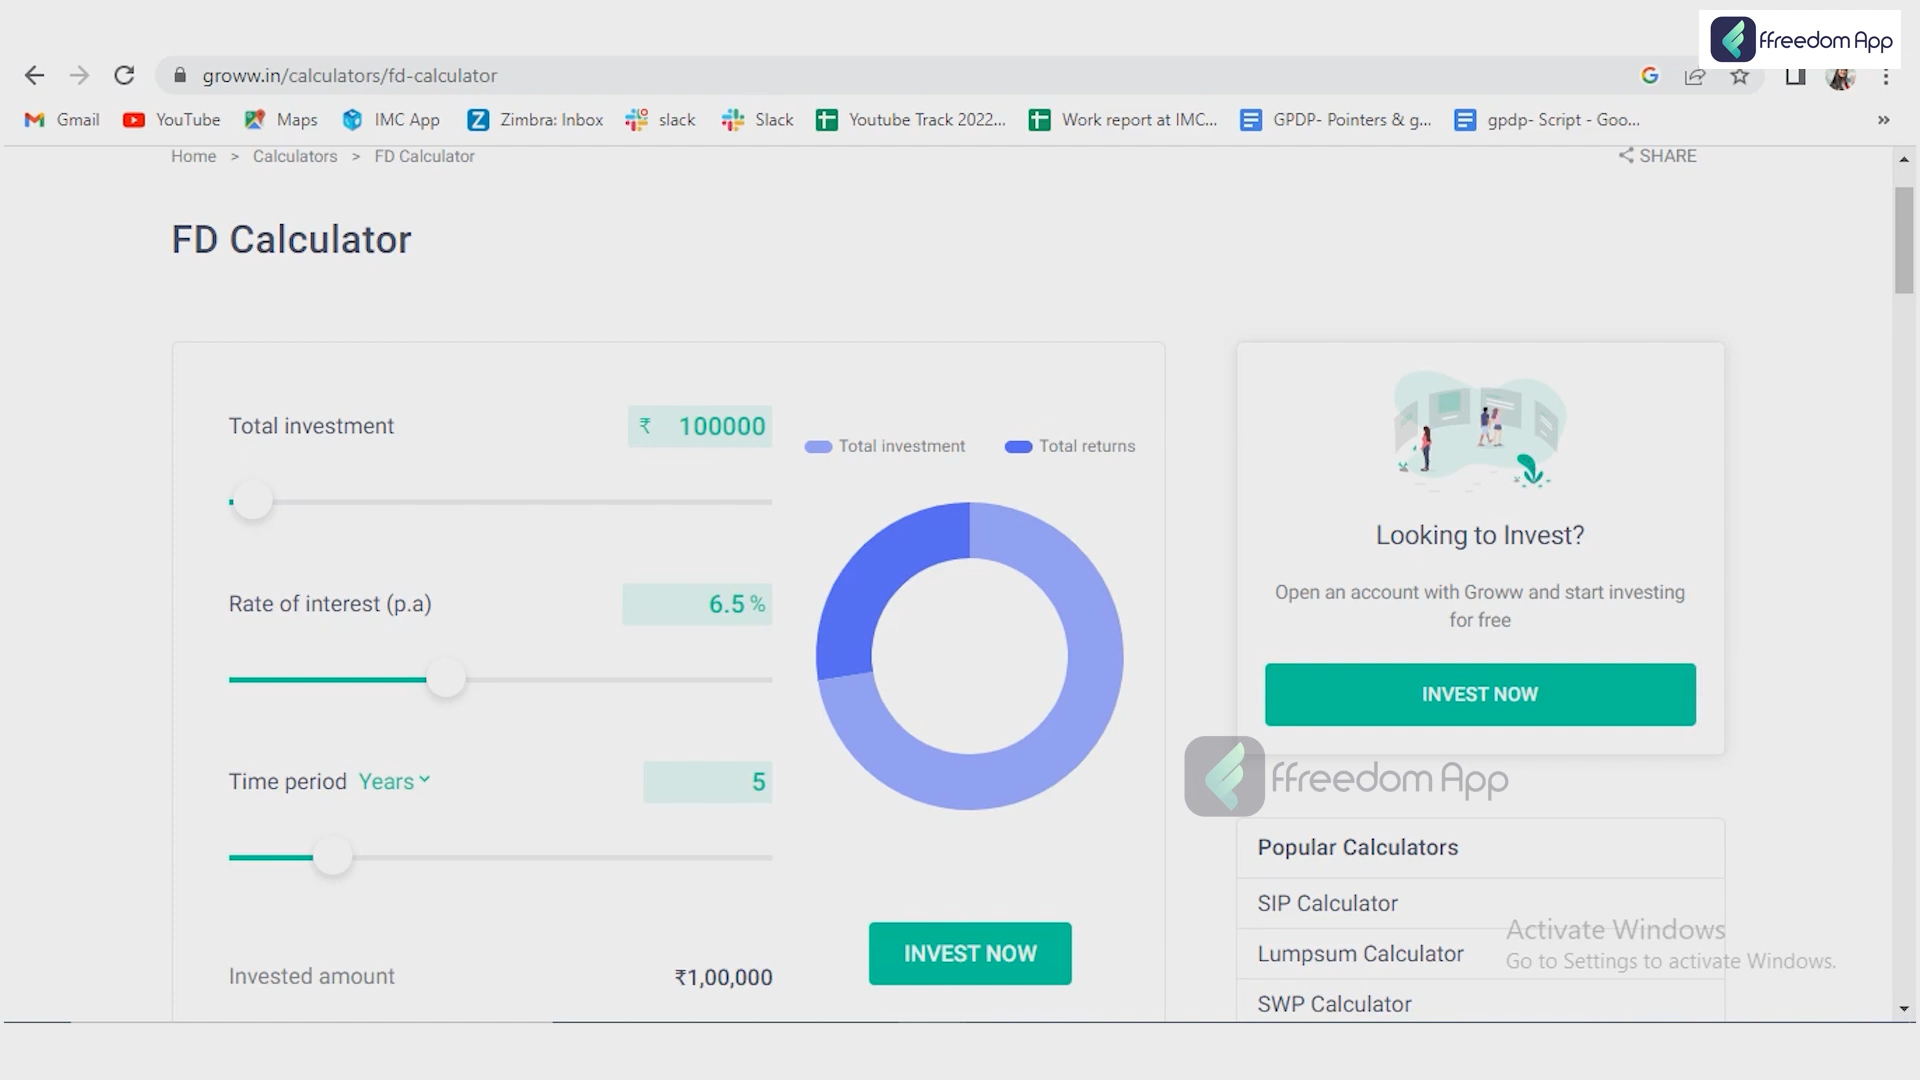 ffreedom App
groww.in/calculators/fd-calculator
Gmail YouTube Maps IMC App Zimbra: Inbox slack Slack Youtube Track 2022... Work report at IMC... GPDP- Pointers & g... gpdp- Script - Goo... »
Home > Calculators > FD Calculator
SHARE
FD Calculator
Total investment ₹ 100000
Rate of interest (p.a) 6.5 %
Time period Years 5
Invested amount ₹1,00,000
Total investment Total returns
INVEST NOW
Looking to Invest?
Open an account with Groww and start investing
for free
INVEST NOW
ffreedom App
Popular Calculators
SIP Calculator
Lumpsum Calculator
SWP Calculator
Activate Windows
Go to Settings to activate Windows.